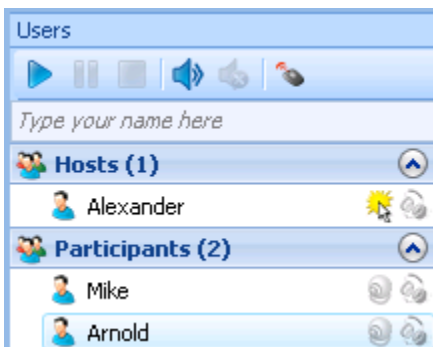 Users
Type your name here
Hosts (1)
Alexander
Participants (2)
Mike
Arnold